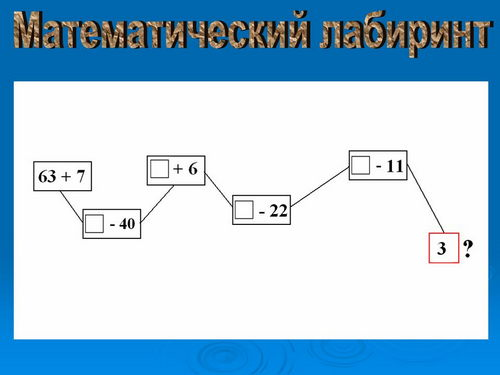 Математический лабиринт
63 + 7
□ - 40
□ + 6
□ - 22
□ - 11
3 ?